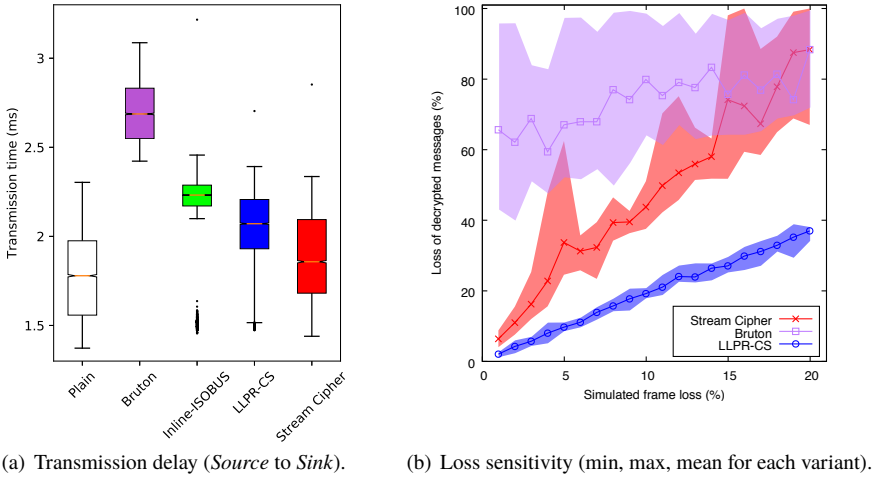 3
2.5
2
1.5
Transmission time (ms)
Plain
Bruton
Inline-ISOBUS
LLPR-CS
Stream Cipher
100
80
60
40
20
0
Loss of decrypted messages (%)
0
5
10
15
20
Simulated frame loss (%)
Stream Cipher
Bruton
LLPR-CS
(a) Transmission delay (Source to Sink).
(b) Loss sensitivity (min, max, mean for each variant).